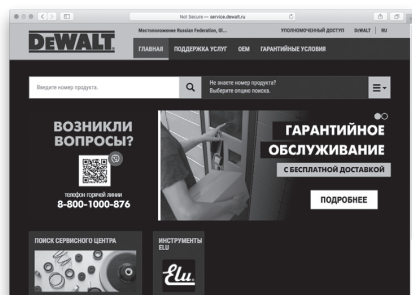 Not Secure — service.dewalt.ru
Местоположение Russian Federation, Gl...
УПОЛНОМОЧЕННЫЙ ДОСТУП DeWALT RU
DEWALT.
ГЛАВНАЯ ПОДДЕРЖКА УСЛУГ OEM ГАРАНТИЙНЫЕ УСЛОВИЯ
Введите номер продукта.
Не знаете номер продукта?
Выберите опцию поиска.
ВОЗНИКЛИ
ВОПРОСЫ?
телефон горячей линии
8-800-1000-876
ГАРАНТИЙНОЕ
ОБСЛУЖИВАНИЕ
С БЕСПЛАТНОЙ ДОСТАВКОЙ
ПОДРОБНЕЕ
ПОИСК СЕРВИСНОГО ЦЕНТРА
ИНСТРУМЕНТЫ
ELU
Elu.